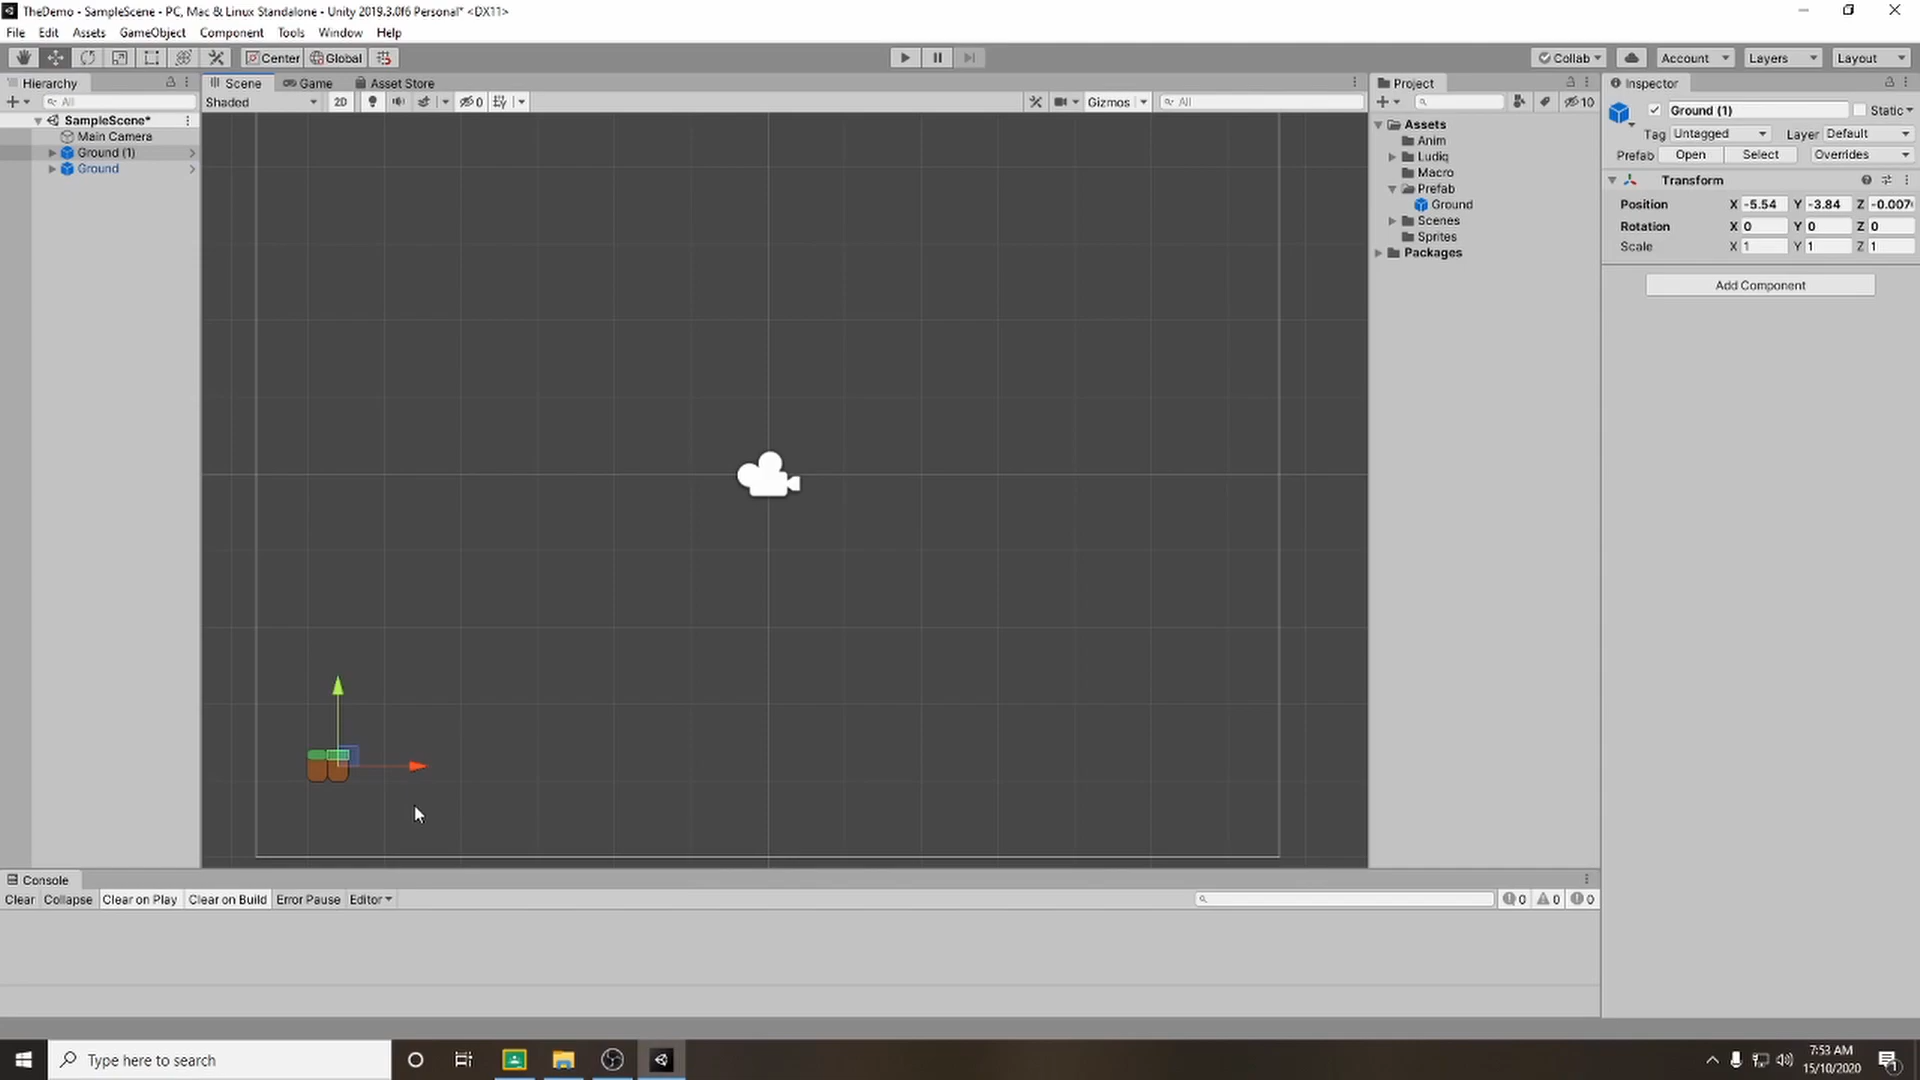 TheDemo - SampleScene - PC, Mac & Linux Standalone - Unity 2019.3.0f6 Personal* <DX11>
File Edit Assets GameObject Component Tools Window Help
Center Global Collab Account Layers Layout
Hierarchy
All
SampleScene*
Main Camera
Ground (1)
Ground
Scene Game Asset Store
Shaded 2D 0 Gizmos All
Project
10
Assets
Anim
Ludiq
Macro
Prefab
Ground
Scenes
Sprites
Packages
Inspector
Ground (1) Static
Tag Untagged Layer Default
Prefab Open Select Overrides
Transform
Position X -5.54 Y -3.84 Z -0.007
Rotation X 0 Y 0 Z 0
Scale X 1 Y 1 Z 1
Add Component
Console
Clear Collapse Clear on Play Clear on Build Error Pause Editor 0 0 0
Type here to search
7:53 AM
15/10/2020
1